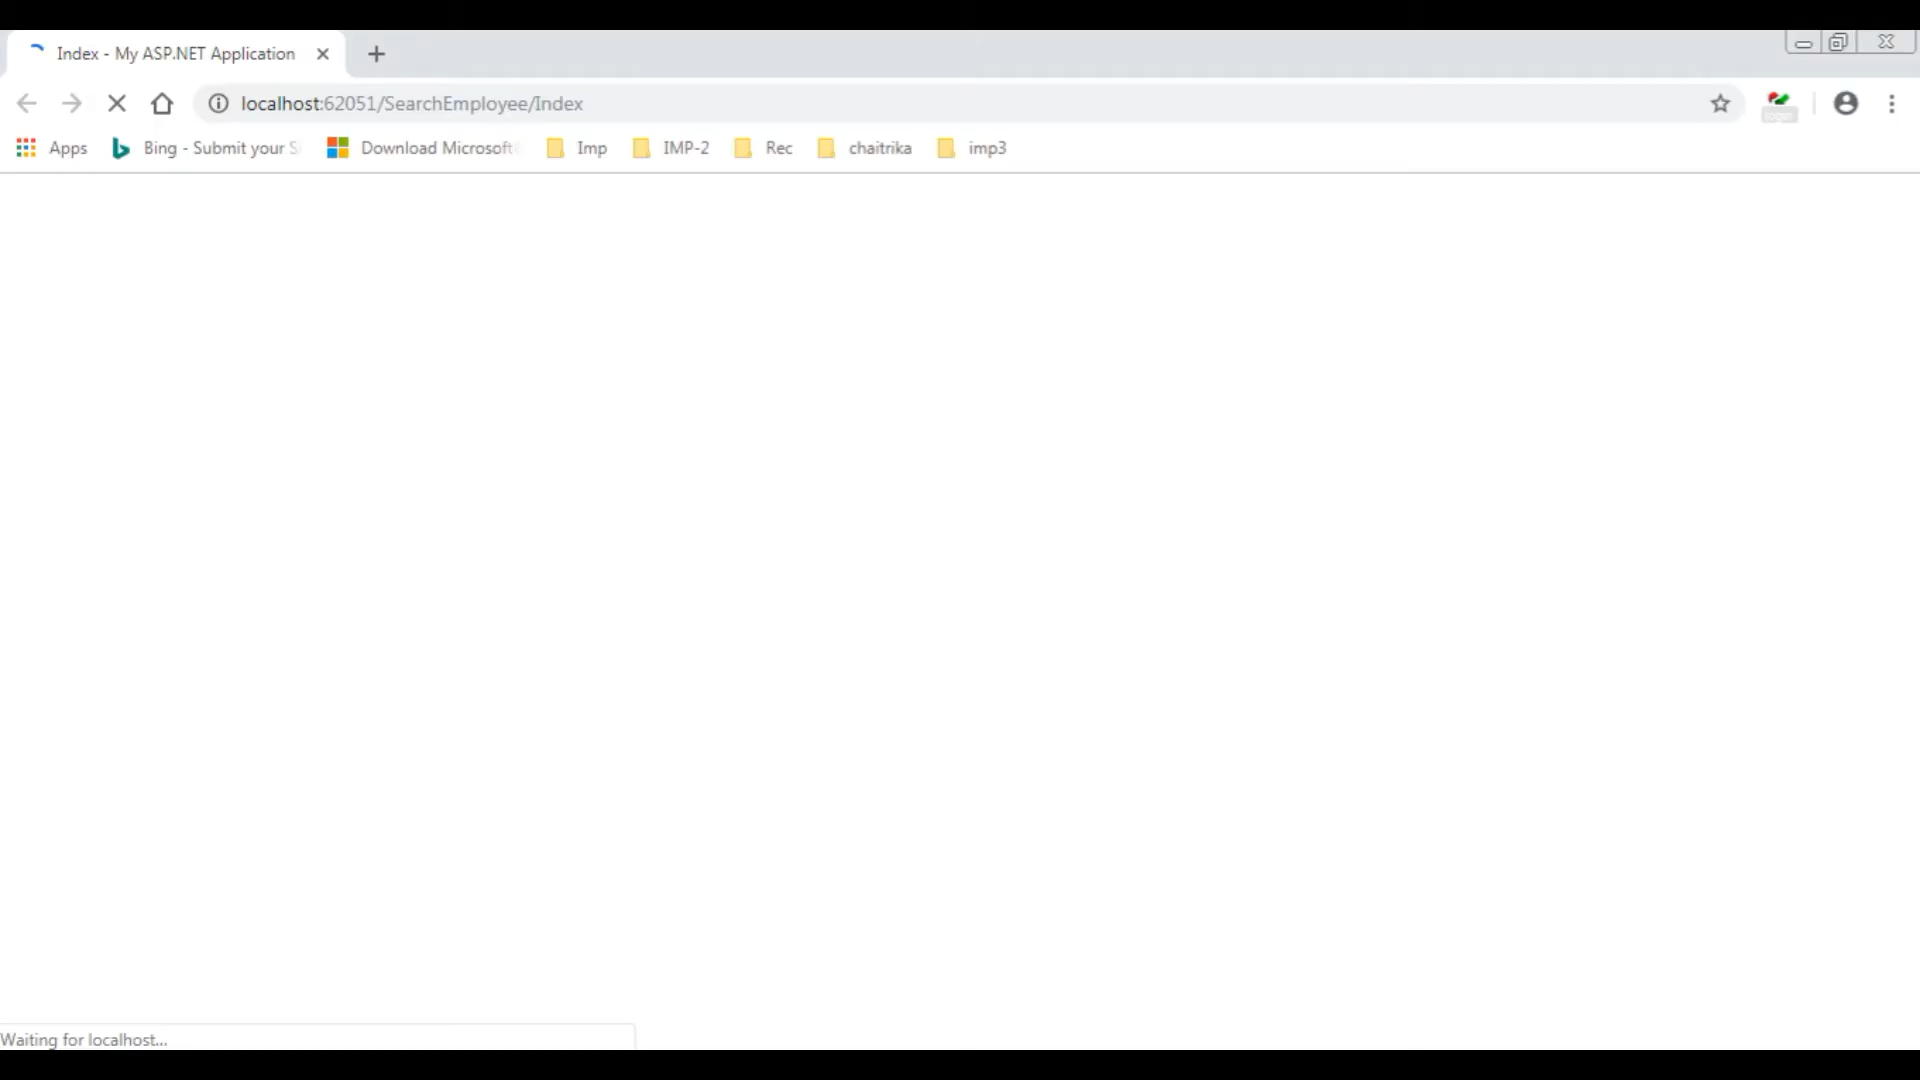 Index - My ASP.NET Application
localhost:62051/SearchEmployee/Index
Apps Bing - Submit your S Download Microsoft Imp IMP-2 Rec chaitrika imp3
Waiting for localhost...